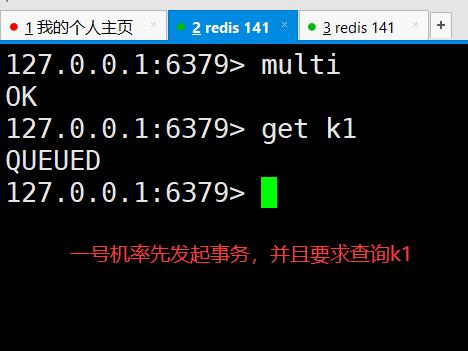 1 我的个人主页
2 redis 141
3 redis 141
127.0.0.1:6379> multi
OK
127.0.0.1:6379> get k1
QUEUED
127.0.0.1:6379>
一号机率先发起事务，并且要求查询k1